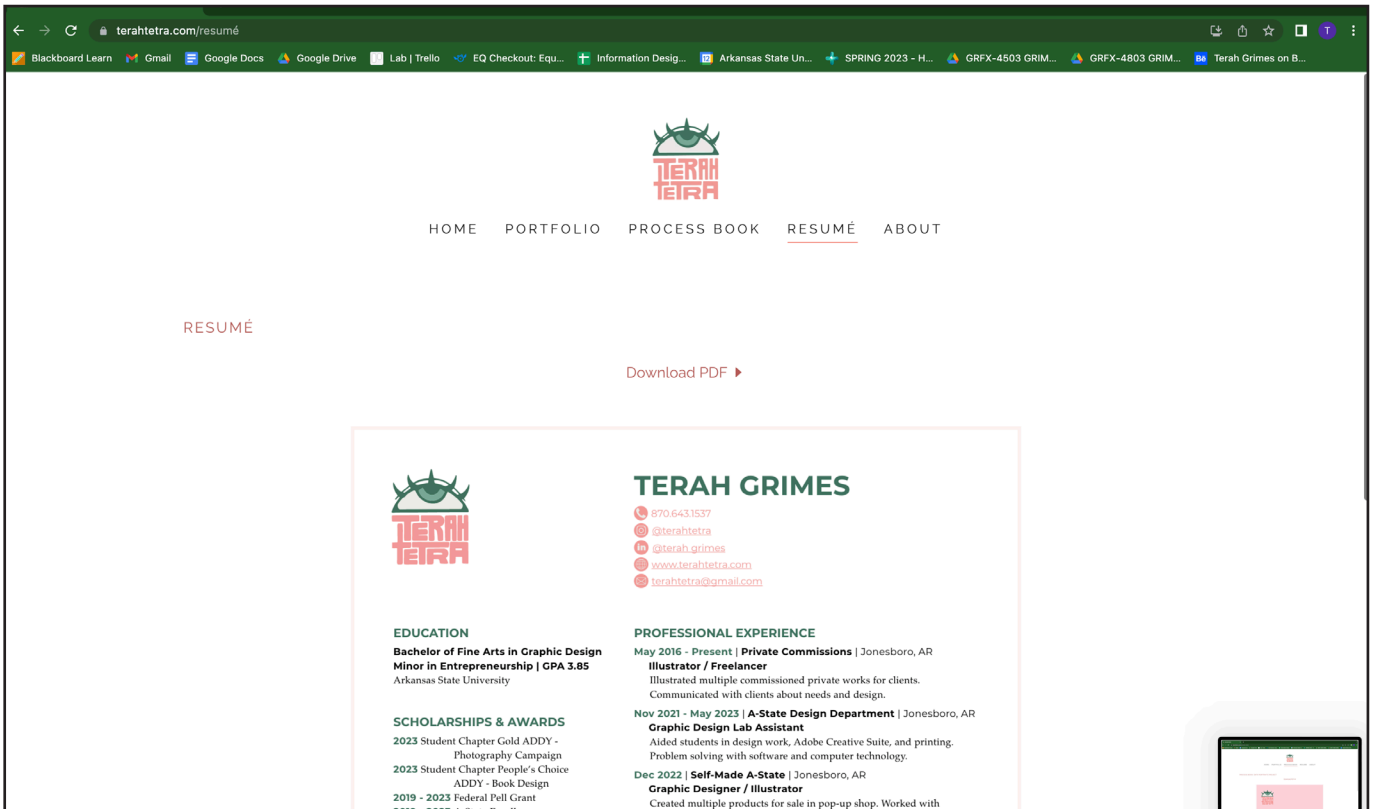 terahtetra.com/resumé
Blackboard Learn Gmail Google Docs Google Drive Lab | Trello EQ Checkout: Equ... Information Desig... Arkansas State Un... SPRING 2023 – H... GRFX-4503 GRIM... GRFX-4803 GRIM... Bē Terah Grimes on B...
TERAH
TETRA
HOME PORTFOLIO PROCESS BOOK RESUMÉ ABOUT
RESUMÉ
Download PDF
TERAH
TETRA
TERAH GRIMES
870.643.1537
@terahtetra
in @terah grimes
www.terahtetra.com
terahtetra@gmail.com
EDUCATION
Bachelor of Fine Arts in Graphic Design
Minor in Entrepreneurship | GPA 3.85
Arkansas State University
SCHOLARSHIPS & AWARDS
2023 Student Chapter Gold ADDY -
Photography Campaign
2023 Student Chapter People's Choice
ADDY - Book Design
2019 - 2023 Federal Pell Grant
PROFESSIONAL EXPERIENCE
May 2016 - Present | Private Commissions | Jonesboro, AR
Illustrator / Freelancer
Illustrated multiple commissioned private works for clients.
Communicated with clients about needs and design.
Nov 2021 - May 2023 | A-State Design Department | Jonesboro, AR
Graphic Design Lab Assistant
Aided students in design work, Adobe Creative Suite, and printing.
Problem solving with software and computer technology.
Dec 2022 | Self-Made A-State | Jonesboro, AR
Graphic Designer / Illustrator
Created multiple products for sale in pop-up shop. Worked with